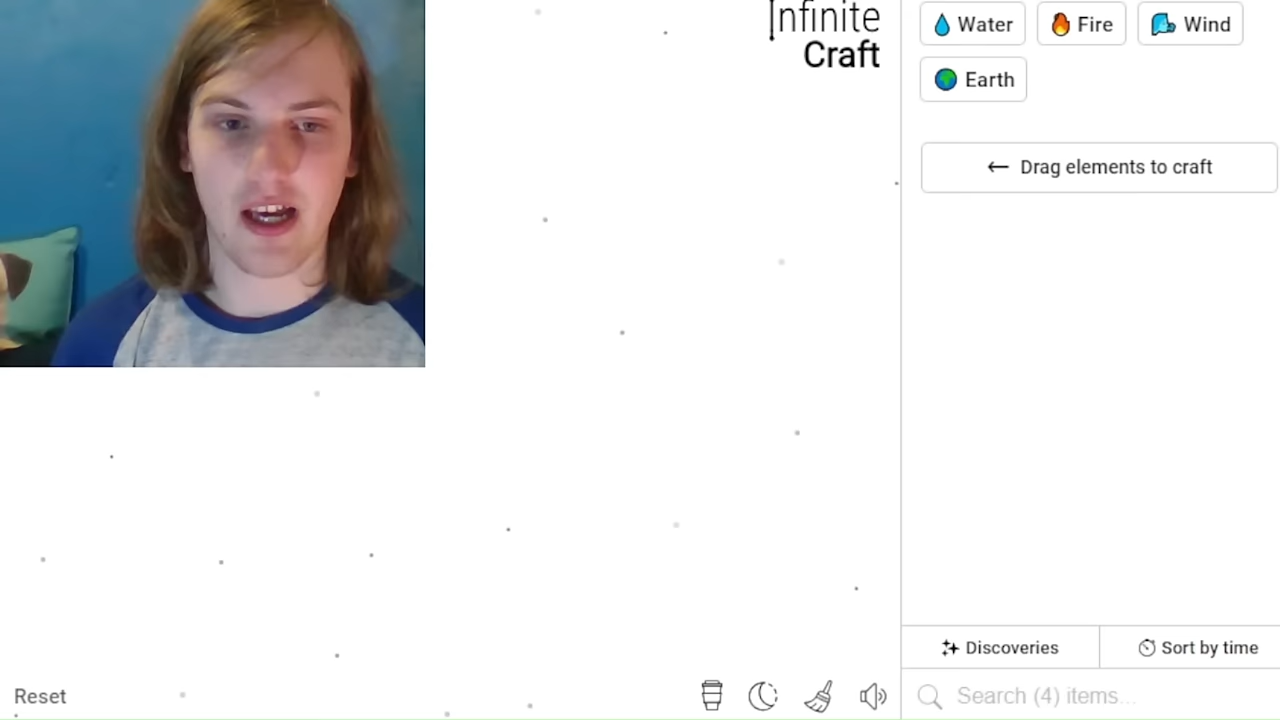 Infinite
Craft
Water
Fire
Wind
Earth
← Drag elements to craft
Discoveries
Sort by time
Reset
Search (4) items...